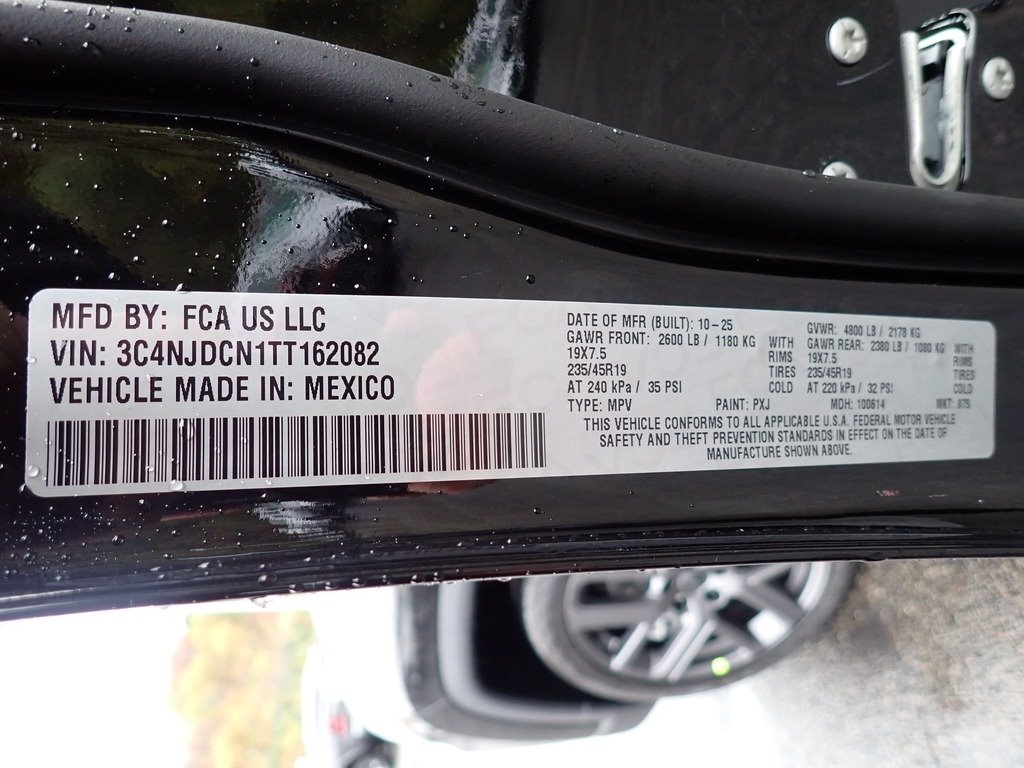 MFD BY: FCA US LLC
VIN: 3C4NJDCN1TT162082
VEHICLE MADE IN: MEXICO
DATE OF MFR (BUILT): 10-25
GAWR FRONT: 2600 LB / 1180 KG WITH
19X7.5 RIMS
235/45R19 TIRES
AT 240 kPa / 35 PSI COLD
GVWR: 4800 LB / 2178 KG
GAWR REAR: 2380 LB / 1080 KG WITH
19X7.5 RIMS
235/45R19 TIRES
AT 220 kPa / 32 PSI COLD
TYPE: MPV PAINT: PXJ MDH: 100614 MKT: 875
THIS VEHICLE CONFORMS TO ALL APPLICABLE U.S.A. FEDERAL MOTOR VEHICLE
SAFETY AND THEFT PREVENTION STANDARDS IN EFFECT ON THE DATE OF
MANUFACTURE SHOWN ABOVE.